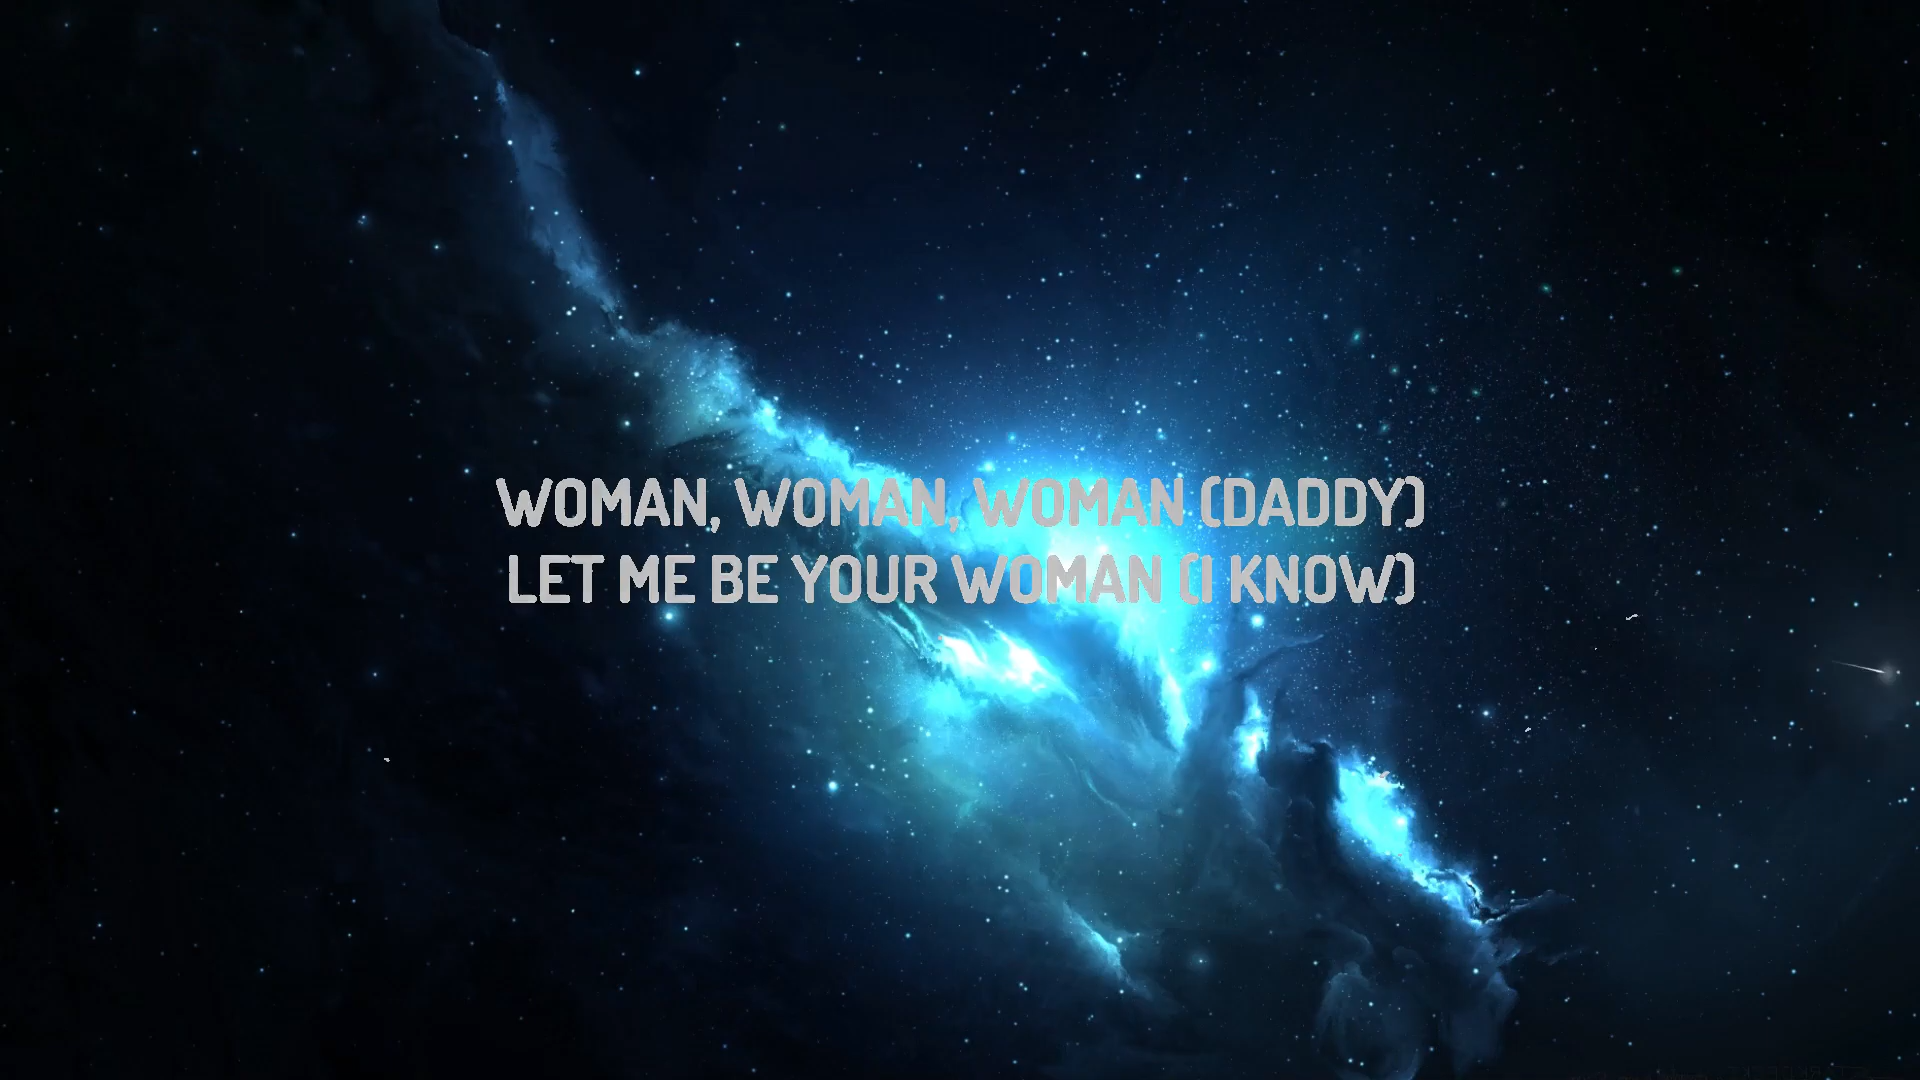 WOMAN, WOMAN, WOMAN (DADDY)
LET ME BE YOUR WOMAN (I KNOW)